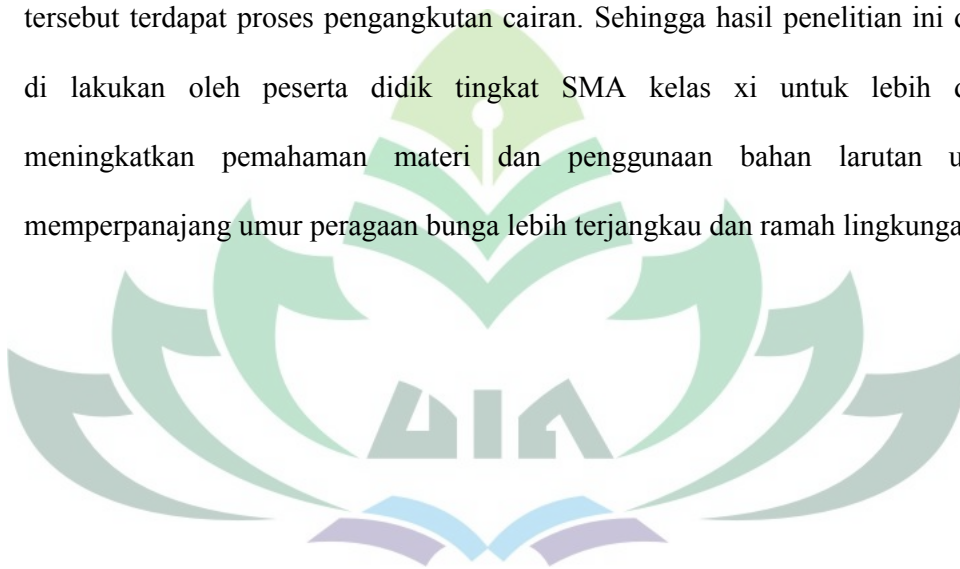 tersebut terdapat proses pengangkutan cairan. Sehingga hasil penelitian ini
di lakukan oleh peserta didik tingkat SMA kelas xi untuk lebih
meningkatkan pemahaman materi dan penggunaan bahan larutan
memperpanajang umur peragaan bunga lebih terjangkau dan ramah
UIN